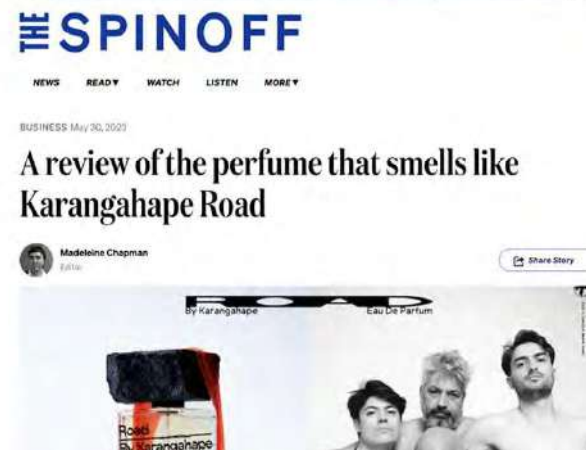 THE SPINOFF
NEWS READ▼ WATCH LISTEN MORE▼
BUSINESS May 30, 2023
A review of the perfume that smells like
Karangahape Road
Madeleine Chapman
Editor
Share Story
ROAD
By Karangahape Eau De Parfum
Road
By Karangahape